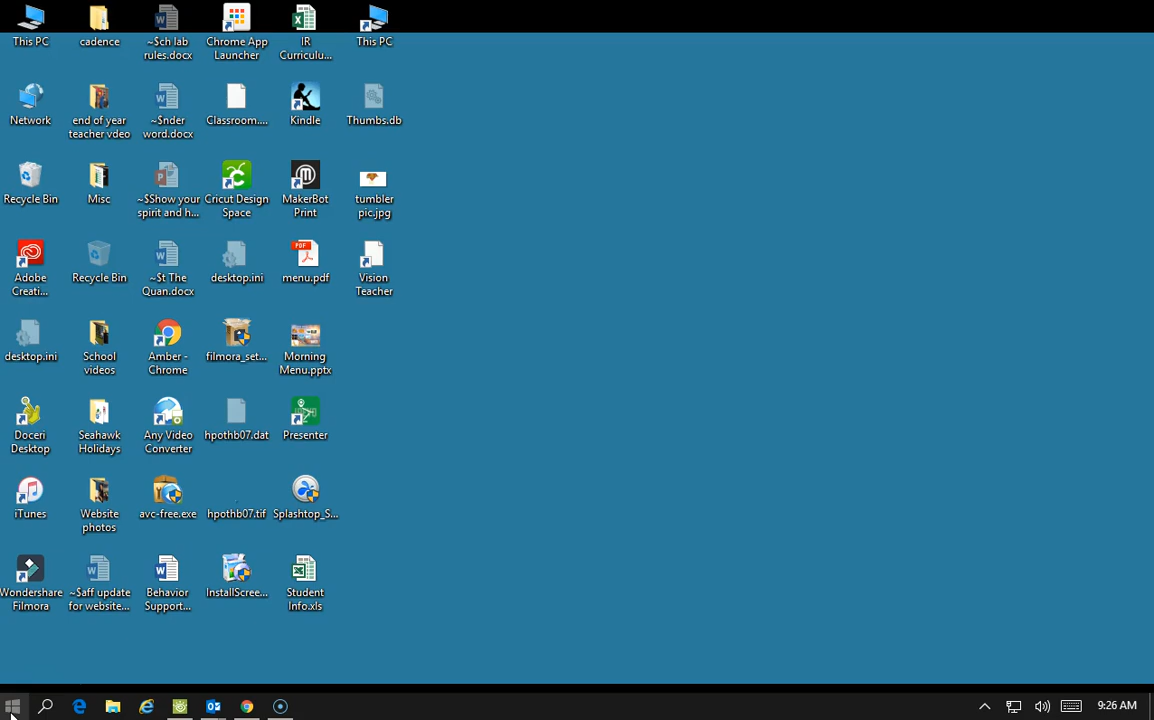 This PC
cadence
~$ch lab
rules.docx
Chrome App
Launcher
IR
Curriculu...
This PC
Network
end of year
teacher vdeo
~$nder
word.docx
Classroom....
Kindle
Thumbs.db
Recycle Bin
Misc
~$Show your
spirit and h...
Cricut Design
Space
MakerBot
Print
tumbler
pic.jpg
Adobe
Creati...
Recycle Bin
~$t The
Quan.docx
desktop.ini
PDF
menu.pdf
Vision
Teacher
desktop.ini
School
videos
Amber -
Chrome
filmora_set...
Morning
Menu.pptx
Doceri
Desktop
Seahawk
Holidays
Any Video
Converter
hpothb07.dat
Presenter
iTunes
Website
photos
avc-free.exe
hpothb07.tif
Splashtop_S...
Wondershare
Filmora
~$aff update
for website...
Behavior
Support...
InstallScree...
Student
Info.xls
9:26 AM